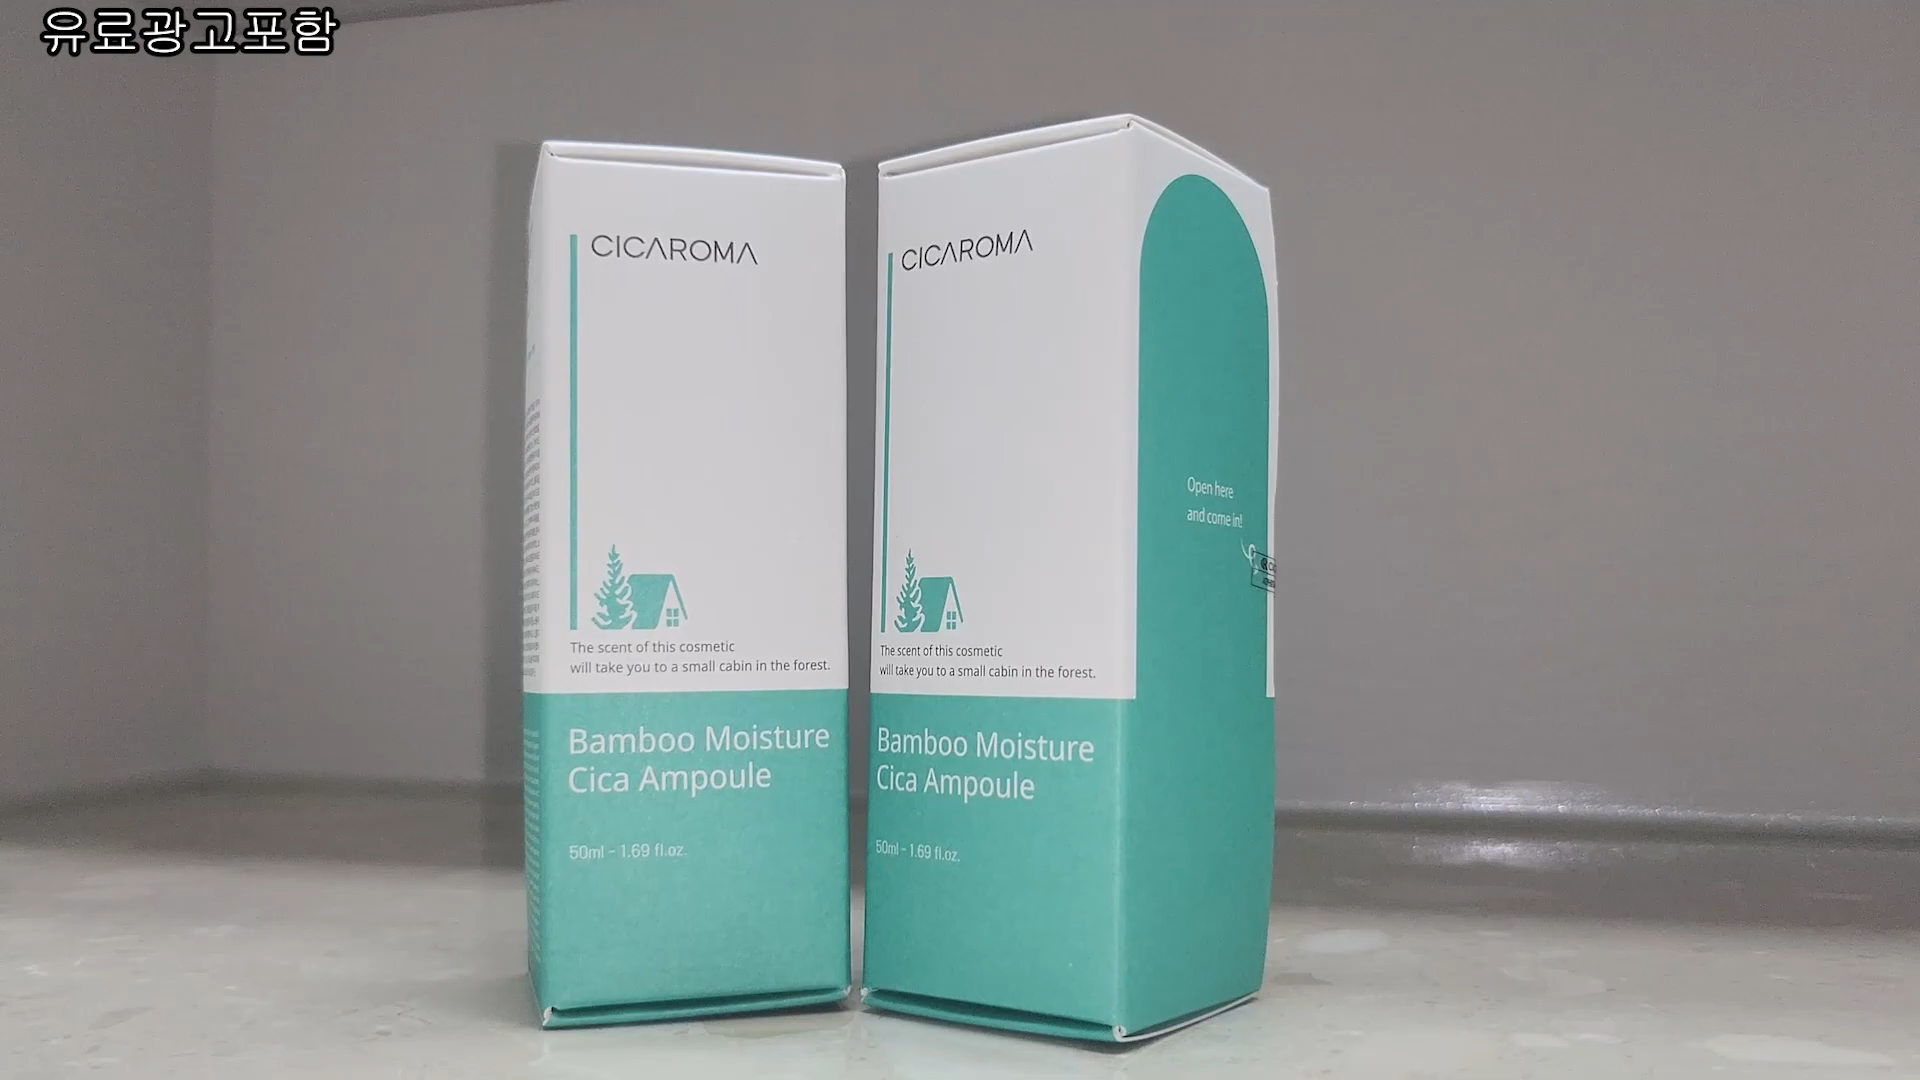 유료광고포함
CICAROMA
The scent of this cosmetic
will take you to a small cabin in the forest.
Bamboo Moisture
Cica Ampoule
50ml - 1.69 fl.oz.
CICAROMA
The scent of this cosmetic
will take you to a small cabin in the forest.
Bamboo Moisture
Cica Ampoule
50ml - 1.69 fl.oz.
Open here
and come in!